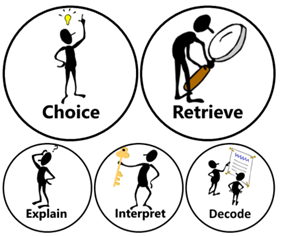 Choice
Retrieve
Explain
Interpret
Decode